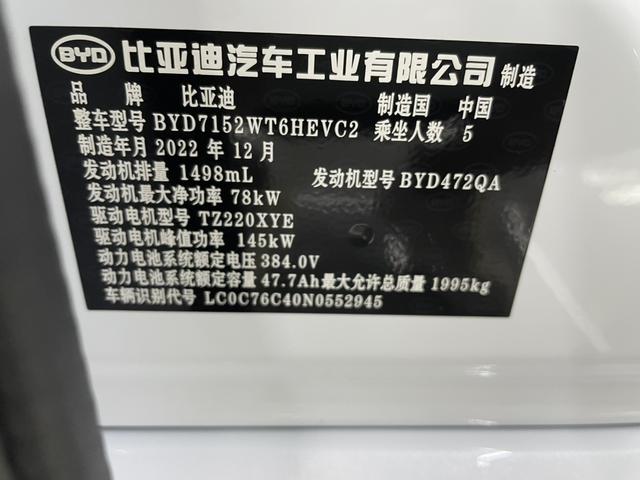 BYD 比亚迪汽车工业有限公司 制造
品牌 比亚迪 制造国 中国
整车型号 BYD7152WT6HEVC2 乘坐人数 5
制造年月 2022 年 12 月
发动机排量 1498mL 发动机型号 BYD472QA
发动机最大净功率 78kW
驱动电机型号 TZ220XYE
驱动电机峰值功率 145kW
动力电池系统额定电压 384.0V
动力电池系统额定容量 47.7Ah 最大允许总质量 1995kg
车辆识别代号 LC0C76C40N0552945